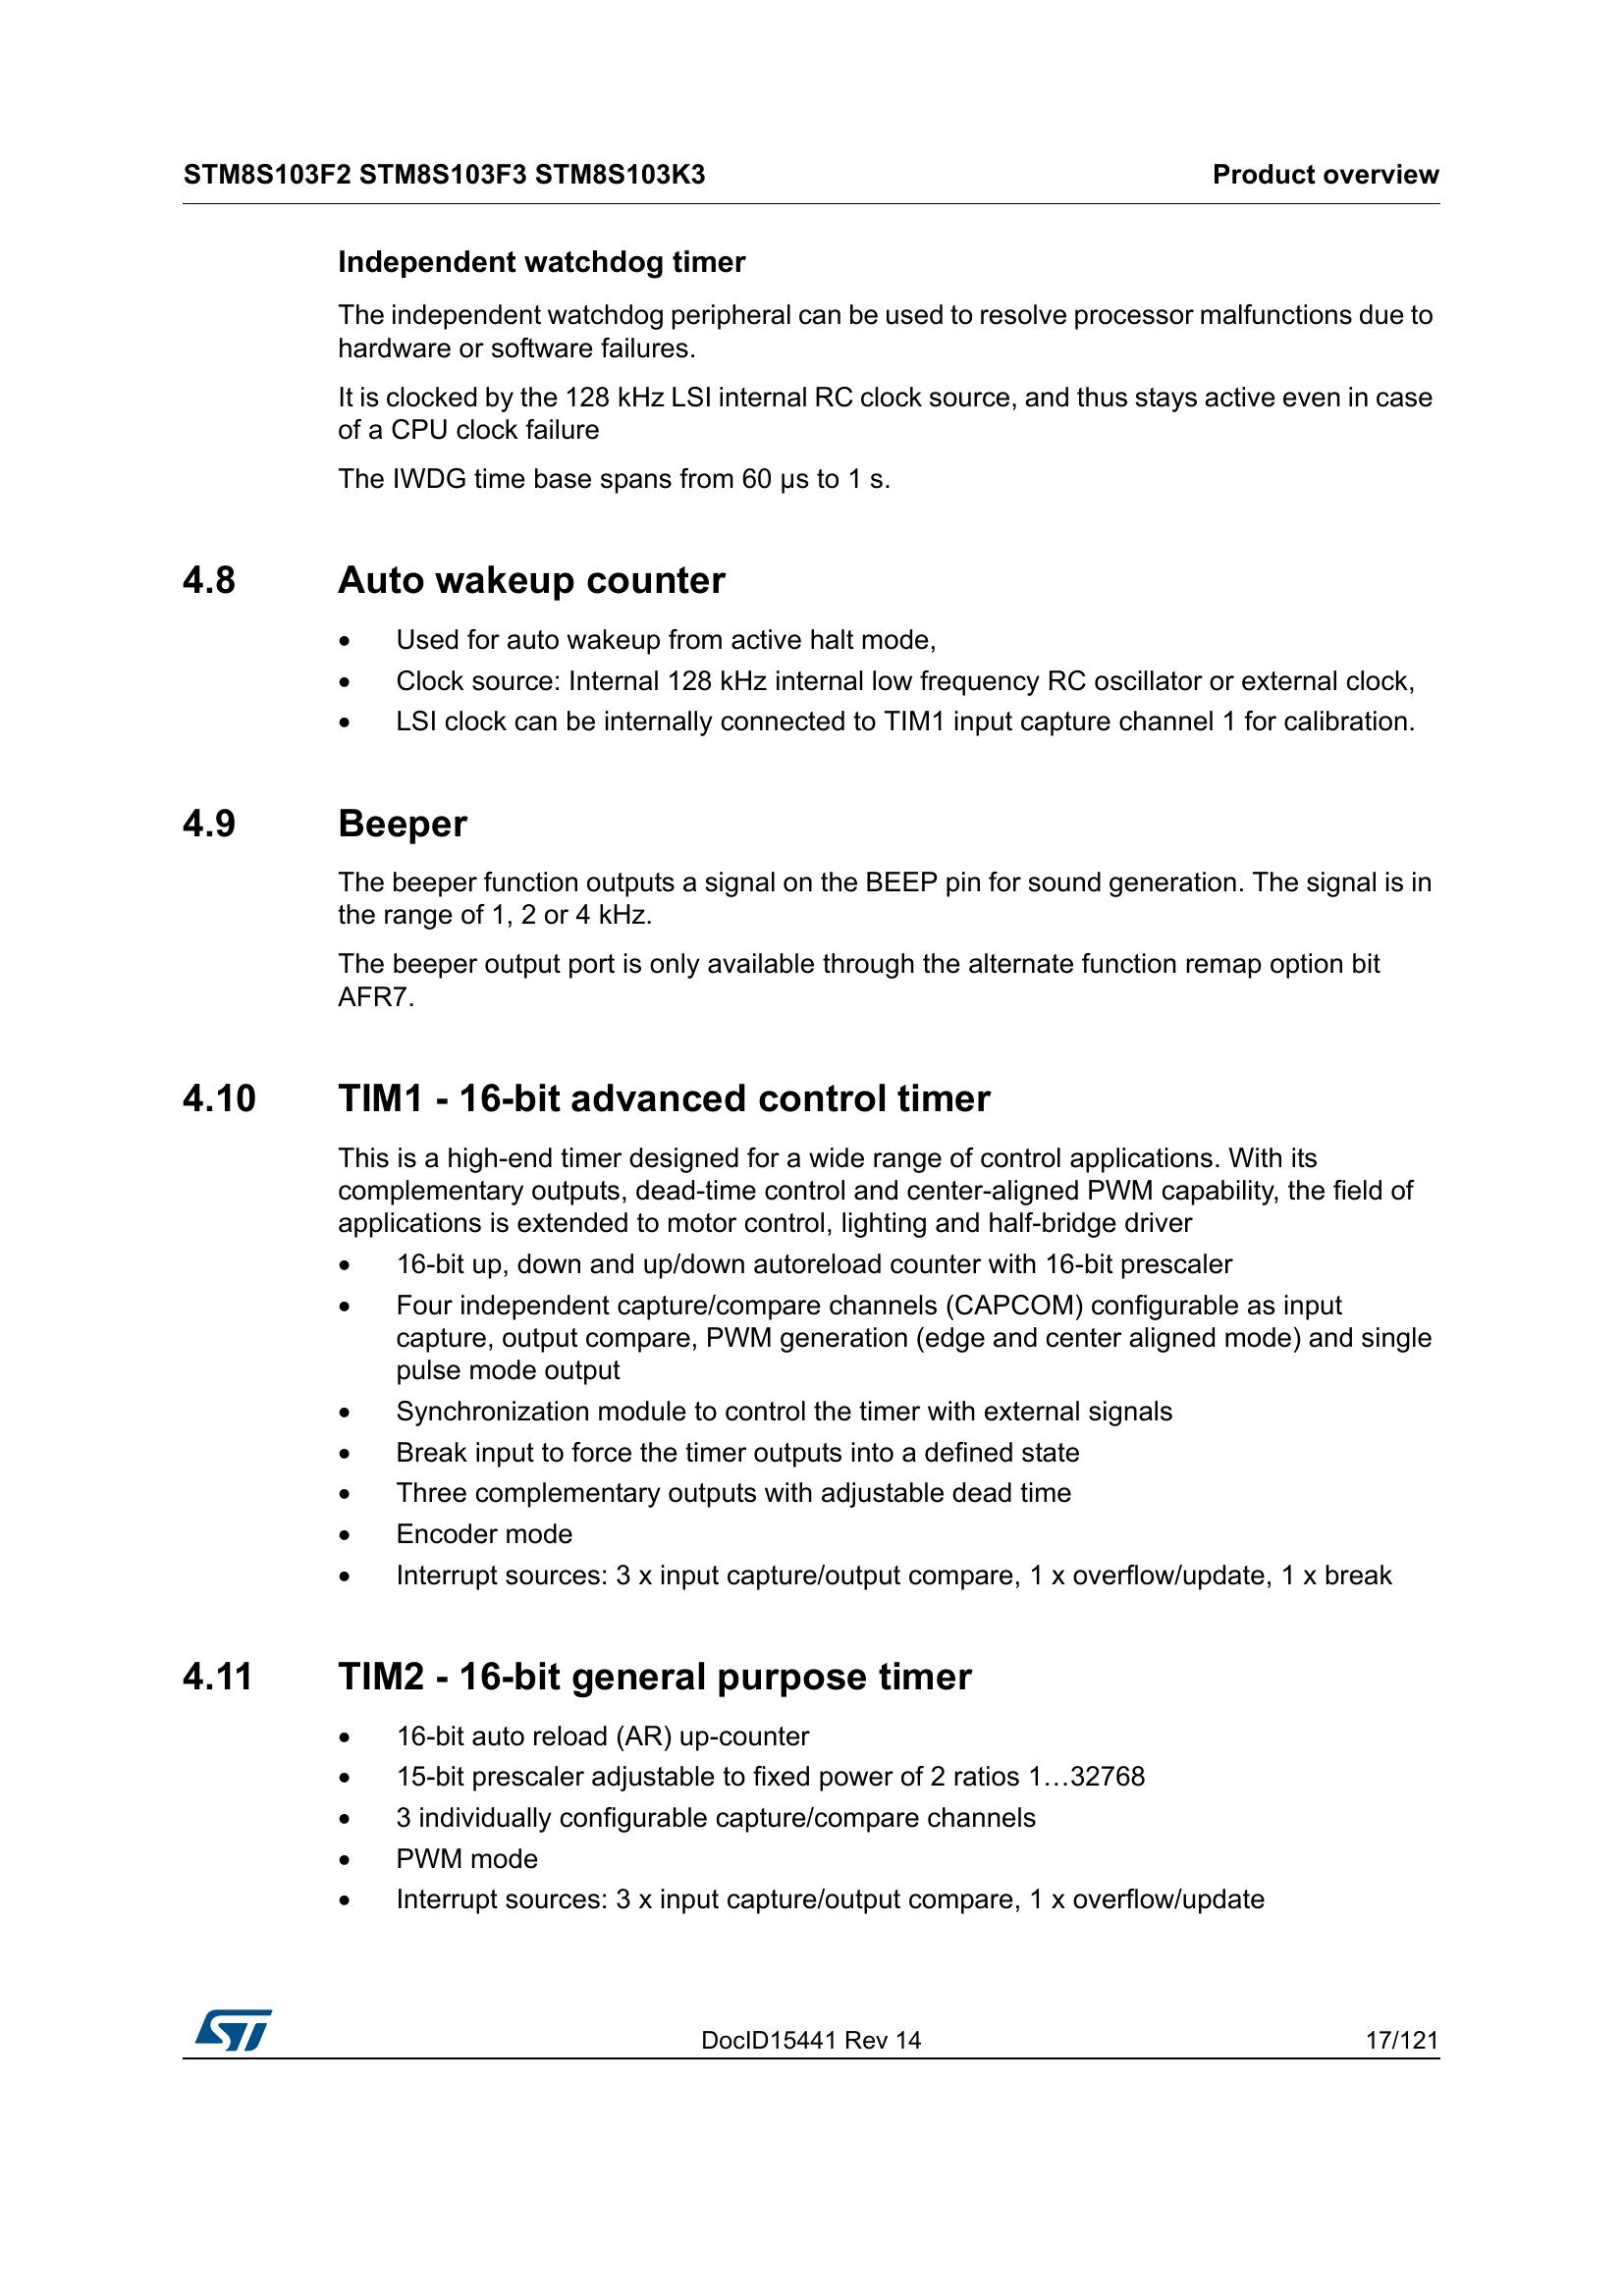 STM8S103F2 STM8S103F3 STM8S103K3 Product overview
Independent watchdog timer
The independent watchdog peripheral can be used to resolve processor malfunctions due to
hardware or software failures.
It is clocked by the 128 kHz LSI internal RC clock source, and thus stays active even in case
of a CPU clock failure
The IWDG time base spans from 60 µs to 1 s.
4.8 Auto wakeup counter
• Used for auto wakeup from active halt mode,
• Clock source: Internal 128 kHz internal low frequency RC oscillator or external clock,
• LSI clock can be internally connected to TIM1 input capture channel 1 for calibration.
4.9 Beeper
The beeper function outputs a signal on the BEEP pin for sound generation. The signal is in
the range of 1, 2 or 4 kHz.
The beeper output port is only available through the alternate function remap option bit
AFR7.
4.10 TIM1 - 16-bit advanced control timer
This is a high-end timer designed for a wide range of control applications. With its
complementary outputs, dead-time control and center-aligned PWM capability, the field of
applications is extended to motor control, lighting and half-bridge driver
• 16-bit up, down and up/down autoreload counter with 16-bit prescaler
• Four independent capture/compare channels (CAPCOM) configurable as input
capture, output compare, PWM generation (edge and center aligned mode) and single
pulse mode output
• Synchronization module to control the timer with external signals
• Break input to force the timer outputs into a defined state
• Three complementary outputs with adjustable dead time
• Encoder mode
• Interrupt sources: 3 x input capture/output compare, 1 x overflow/update, 1 x break
4.11 TIM2 - 16-bit general purpose timer
• 16-bit auto reload (AR) up-counter
• 15-bit prescaler adjustable to fixed power of 2 ratios 1…32768
• 3 individually configurable capture/compare channels
• PWM mode
• Interrupt sources: 3 x input capture/output compare, 1 x overflow/update
ST DocID15441 Rev 14 17/121